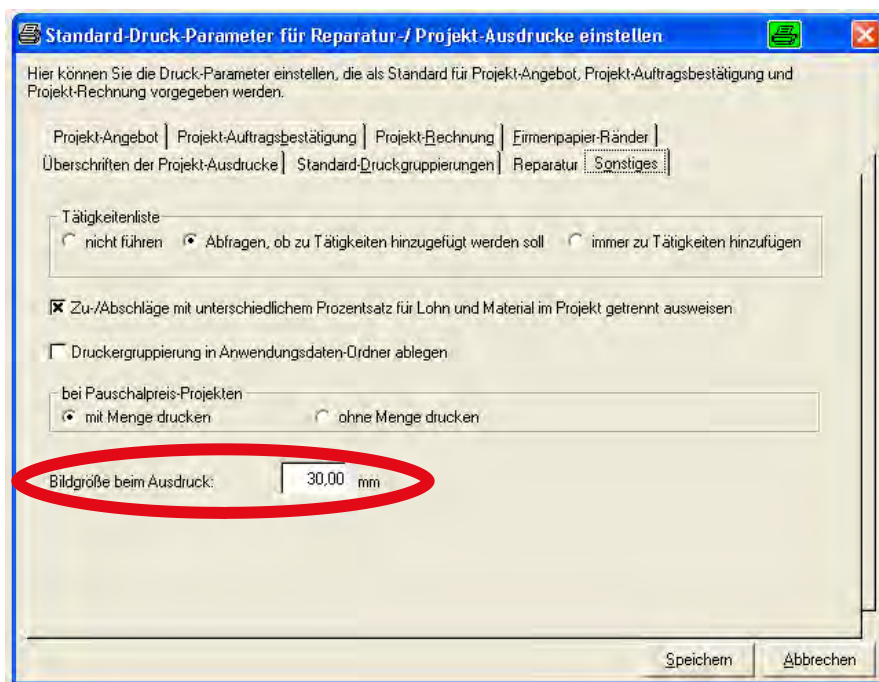 Standard-Druck-Parameter für Reparatur-/ Projekt-Ausdrucke einstellen
Hier können Sie die Druck-Parameter einstellen, die als Standard für Projekt-Angebot, Projekt-Auftragsbestätigung und
Projekt-Rechnung vorgegeben werden.
Projekt-Angebot Projekt-Auftragsbestätigung Projekt-Rechnung Firmenpapier-Ränder
Überschriften der Projekt-Ausdrucke Standard-Druckgruppierungen Reparatur Sonstiges
Tätigkeitenliste
nicht führen Abfragen, ob zu Tätigkeiten hinzugefügt werden soll immer zu Tätigkeiten hinzufügen
Zu-/Abschläge mit unterschiedlichem Prozentsatz für Lohn und Material im Projekt getrennt ausweisen
Druckergruppierung in Anwendungsdaten-Ordner ablegen
bei Pauschalpreis-Projekten
mit Menge drucken ohne Menge drucken
Bildgröße beim Ausdruck: 30,00 mm
Speichern Abbrechen